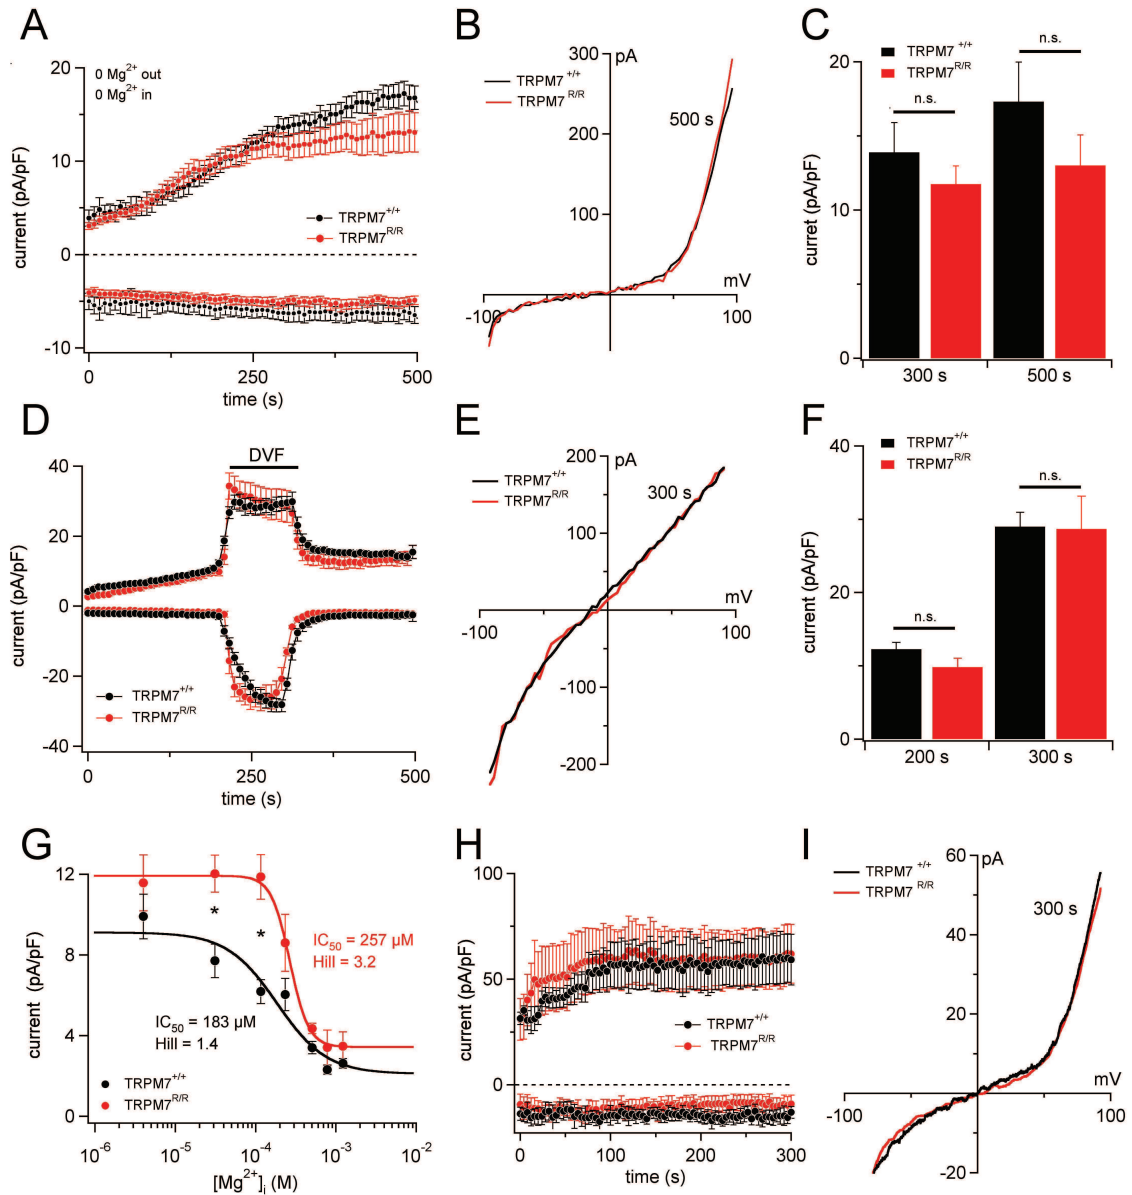 A
0 Mg2+ out
0 Mg2+ in
20
10
0
-10
current (pA/pF)
TRPM7+/+
TRPM7R/R
0
250
500
time (s)
B
300
pA
TRPM7+/+
TRPM7R/R
500 s
200
100
mV
-100
100
C
TRPM7+/+
TRPM7R/R
n.s.
n.s.
20
10
0
curret (pA/pF)
300 s
500 s
D
DVF
40
20
0
-20
-40
current (pA/pF)
TRPM7+/+
TRPM7R/R
0
250
500
time (s)
E
200
pA
TRPM7+/+
TRPM7R/R
300 s
100
mV
-100
100
-100
-200
F
40
TRPM7+/+
TRPM7R/R
n.s.
n.s.
20
0
current (pA/pF)
200 s
300 s
G
12
8
4
0
current (pA/pF)
*
*
IC50 = 257 µM
Hill = 3.2
IC50 = 183 µM
Hill = 1.4
TRPM7+/+
TRPM7R/R
10-6
10-5
10-4
10-3
10-2
[Mg2+]i (M)
H
100
50
0
current (pA/pF)
TRPM7+/+
TRPM7R/R
0
100
200
300
time (s)
I
60
pA
TRPM7+/+
TRPM7R/R
300 s
40
20
mV
-100
100
-20